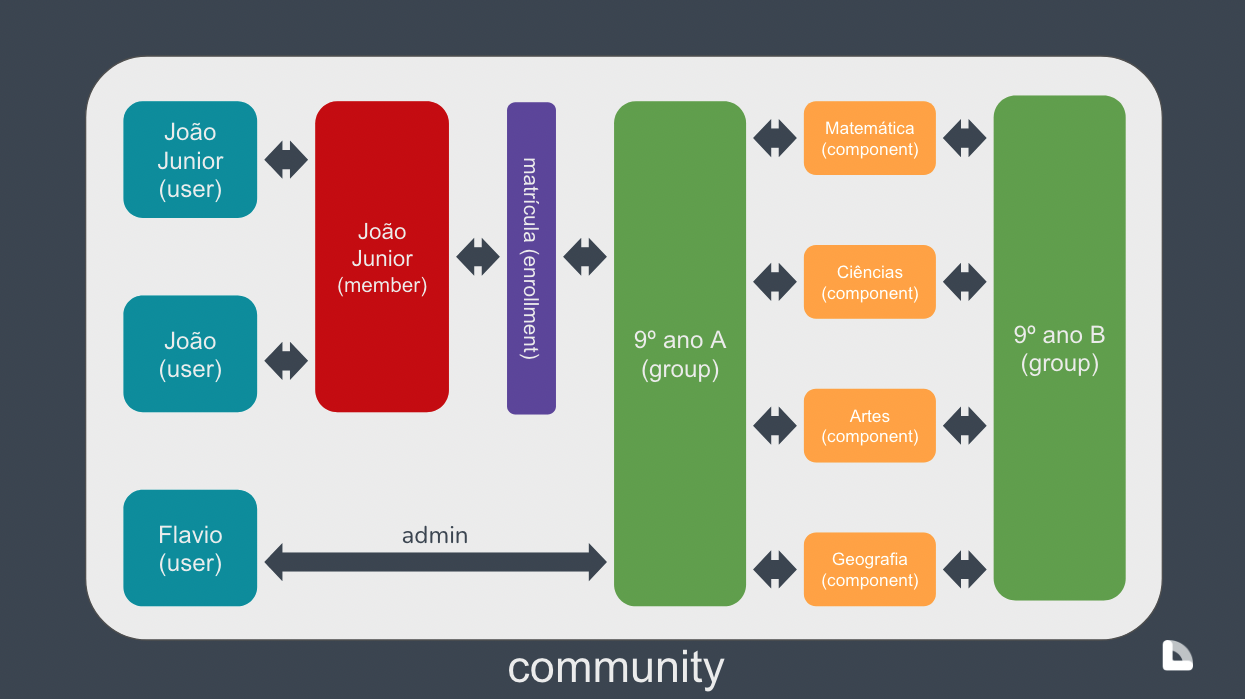 João
Junior
(user)
João
(user)
Flavio
(user)
João
Junior
(member)
matrícula (enrollment)
admin
9º ano A
(group)
Matemática
(component)
Ciências
(component)
Artes
(component)
Geografia
(component)
9º ano B
(group)
community